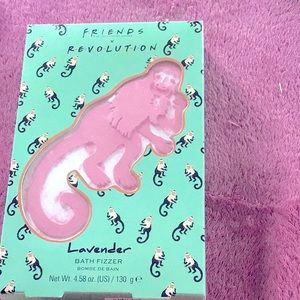 FRIENDS
×
REVOLUTION
Lavender
BATH FIZZER
BOMBE DE BAIN
Net Wt. 4.58 oz. (US) / 130 g ℮